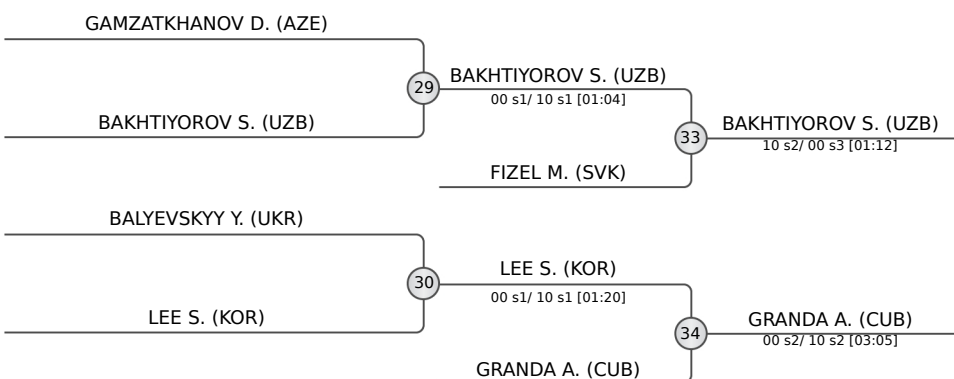 GAMZATKHANOV D. (AZE)
29
BAKHTIYOROV S. (UZB)
00 s1/ 10 s1 [01:04]
BAKHTIYOROV S. (UZB)
33
BAKHTIYOROV S. (UZB)
10 s2/ 00 s3 [01:12]
FIZEL M. (SVK)
BALYEVSKYY Y. (UKR)
30
LEE S. (KOR)
00 s1/ 10 s1 [01:20]
LEE S. (KOR)
34
GRANDA A. (CUB)
00 s2/ 10 s2 [03:05]
GRANDA A. (CUB)